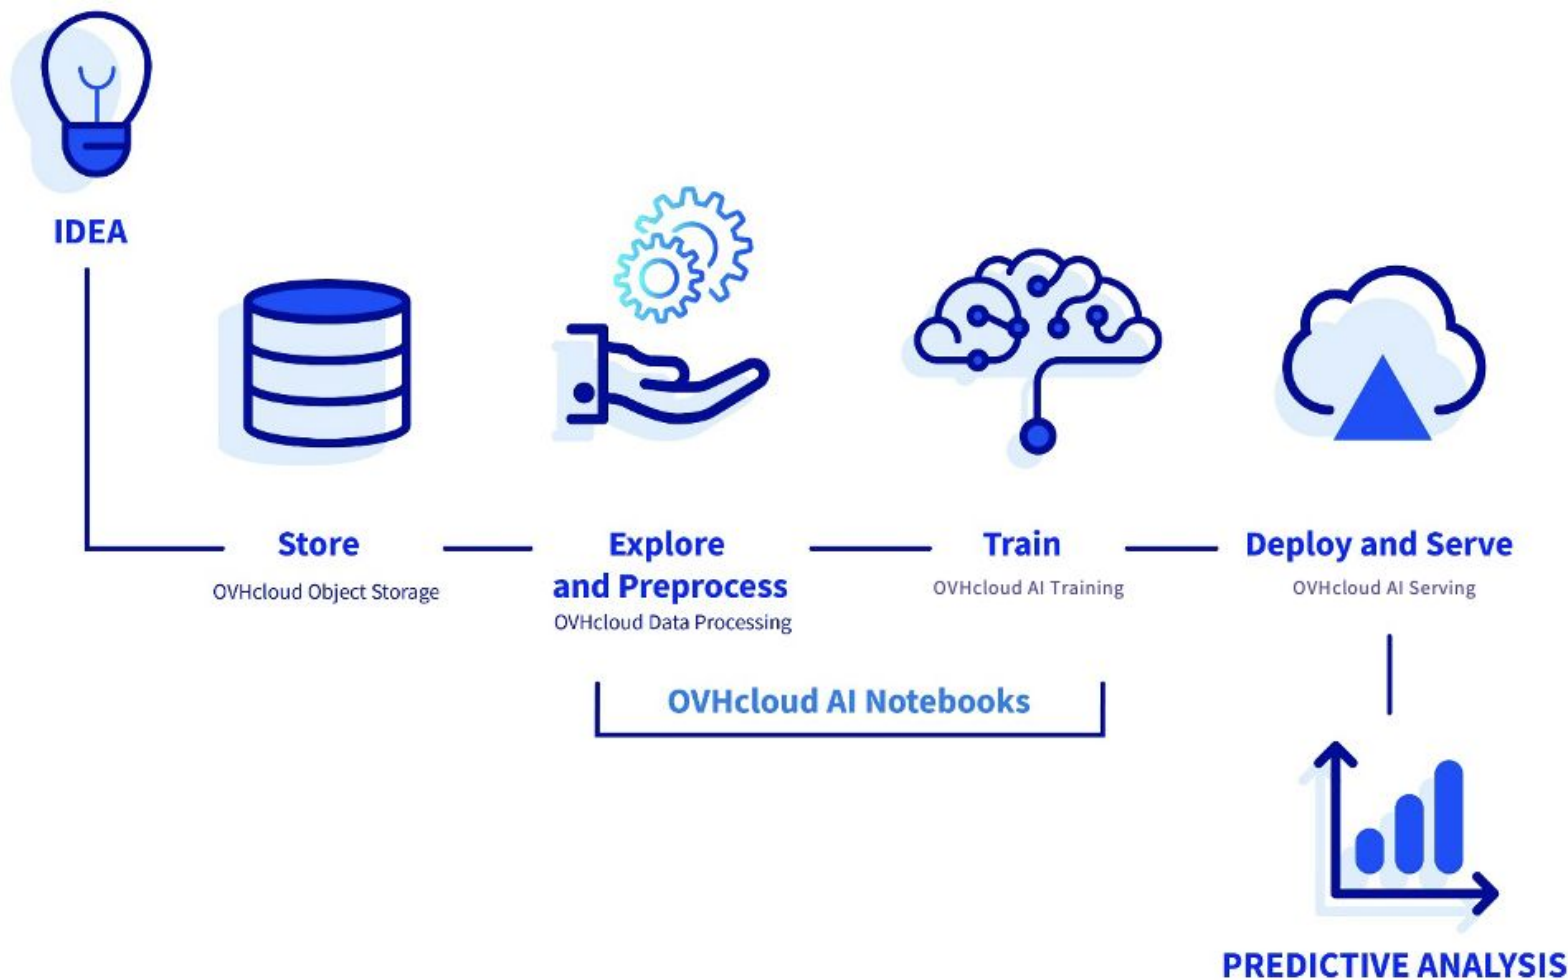 IDEA
Store
OVHcloud Object Storage
Explore
and Preprocess
OVHcloud Data Processing
Train
OVHcloud AI Training
Deploy and Serve
OVHcloud AI Serving
OVHcloud AI Notebooks
PREDICTIVE ANALYSIS